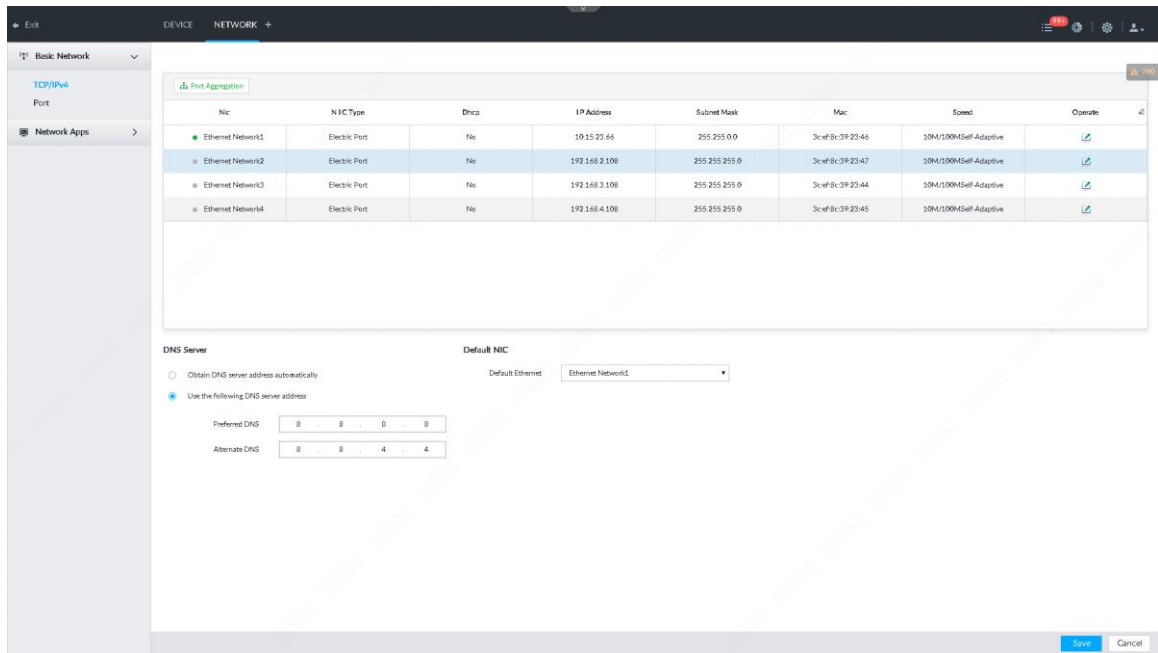 Exit DEVICE NETWORK + 99+
Basic Network
TCP/IPv4
Port
Network Apps
200
Port Aggregation
Nic NIC Type Dhcp IP Address Subnet Mask Mac Speed Operate
Ethernet Network1 Electric Port No 10.15.23.66 255.255.0.0 3c:ef:8c:39:23:46 10M/100MSelf-Adaptive
Ethernet Network2 Electric Port No 192.168.2.108 255.255.255.0 3c:ef:8c:39:23:47 10M/100MSelf-Adaptive
Ethernet Network3 Electric Port No 192.168.3.108 255.255.255.0 3c:ef:8c:39:23:44 10M/100MSelf-Adaptive
Ethernet Network4 Electric Port No 192.168.4.108 255.255.255.0 3c:ef:8c:39:23:45 10M/100MSelf-Adaptive
DNS Server Default NIC
Obtain DNS server address automatically Default Ethernet Ethernet Network1
Use the following DNS server address
Preferred DNS 8 . 8 . 8 . 8
Alternate DNS 8 . 8 . 4 . 4
Save Cancel